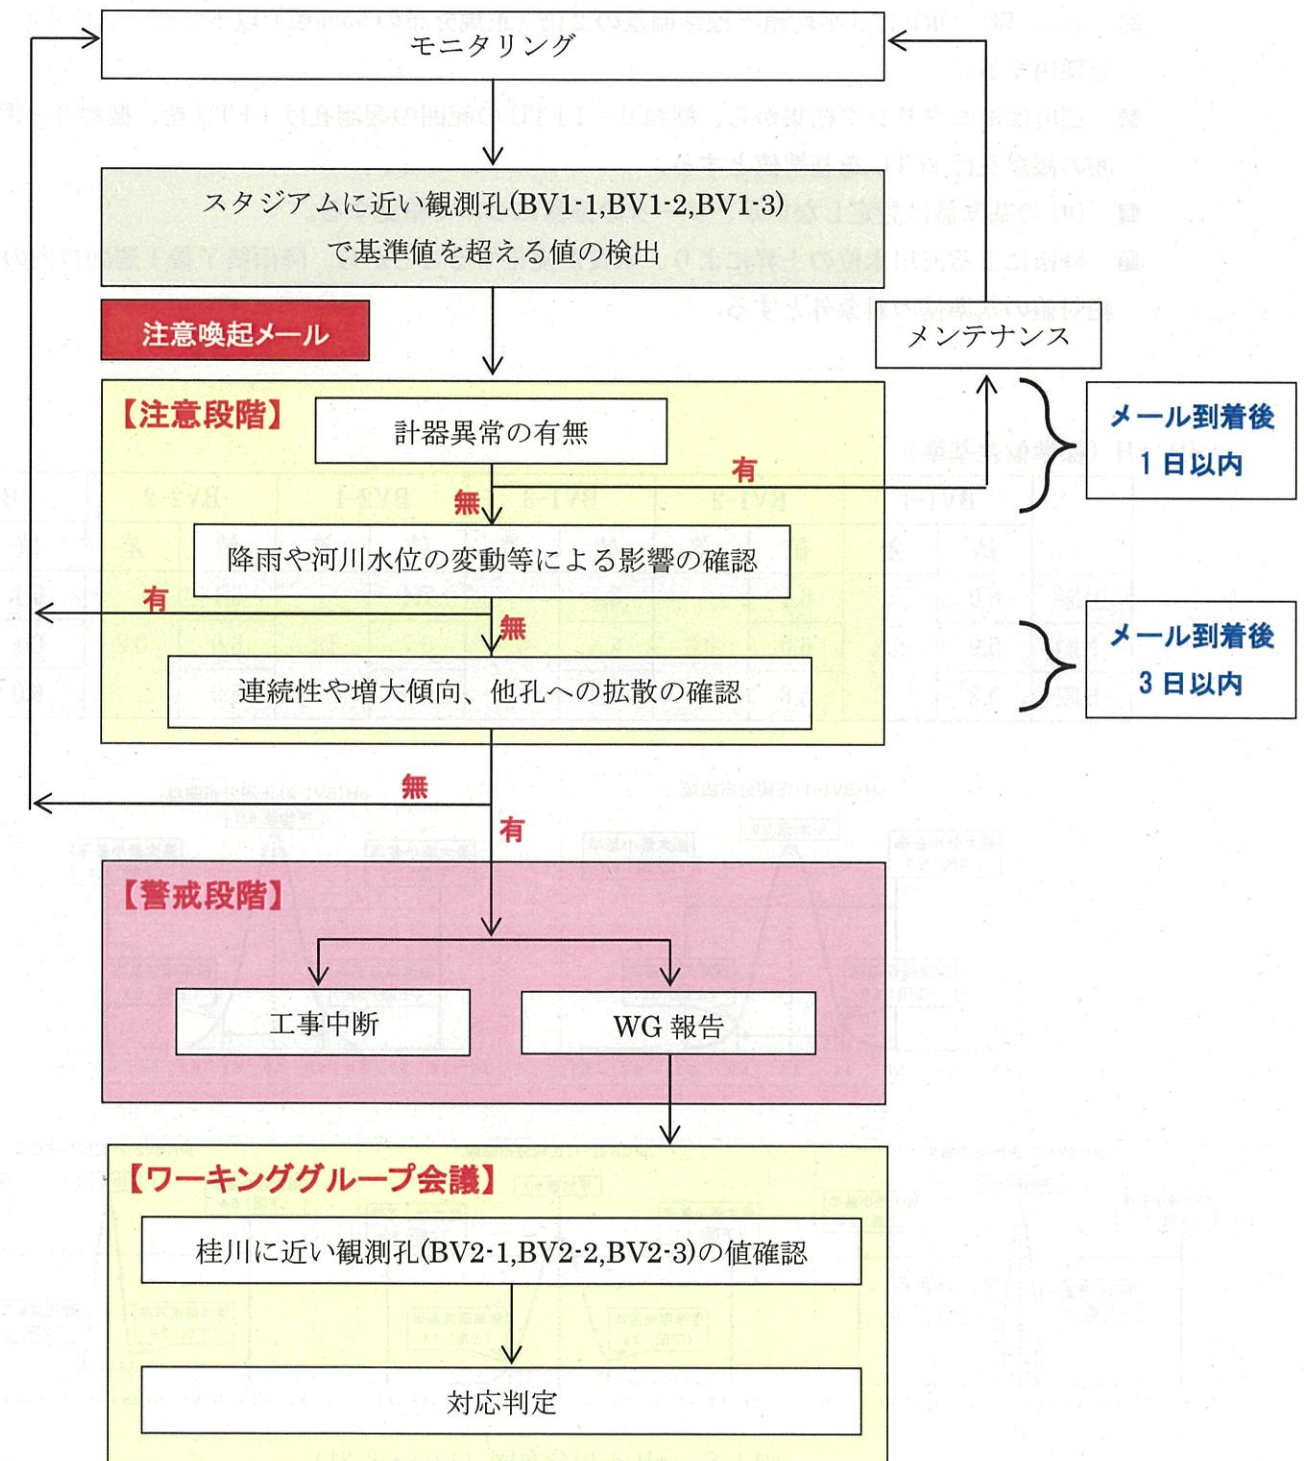 モニタリング
スタジアムに近い観測孔(BV1-1,BV1-2,BV1-3)
で基準値を超える値の検出
注意喚起メール
メンテナンス
【注意段階】
計器異常の有無
メール到着後
1日以内
有
無
降雨や河川水位の変動等による影響の確認
有
無
メール到着後
3日以内
連続性や増大傾向、他孔への拡散の確認
無
有
【警戒段階】
工事中断
WG 報告
【ワーキンググループ会議】
桂川に近い観測孔(BV2-1,BV2-2,BV2-3)の値確認
対応判定